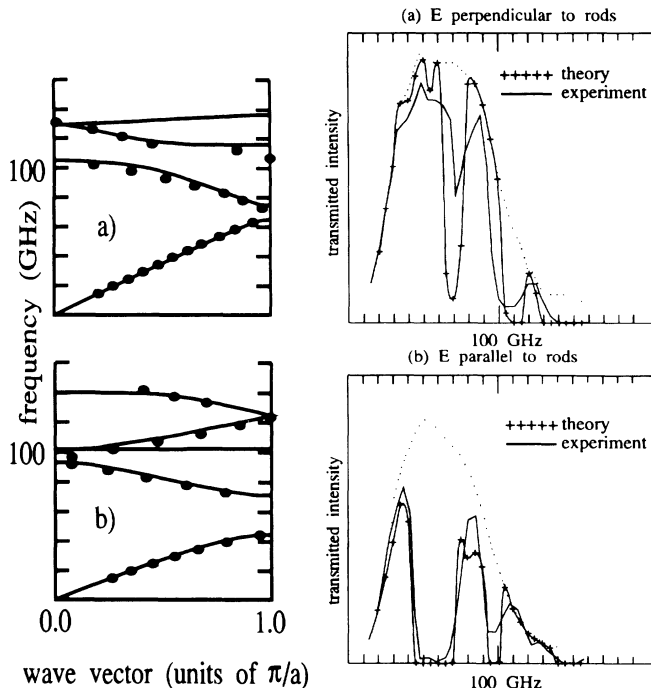 100
a)
frequency (GHz)
100
b)
0.0 1.0
wave vector (units of π/a)
(a) E perpendicular to rods
+++++ theory
experiment
transmitted intensity
100 GHz
(b) E parallel to rods
+++++ theory
experiment
transmitted intensity
100 GHz